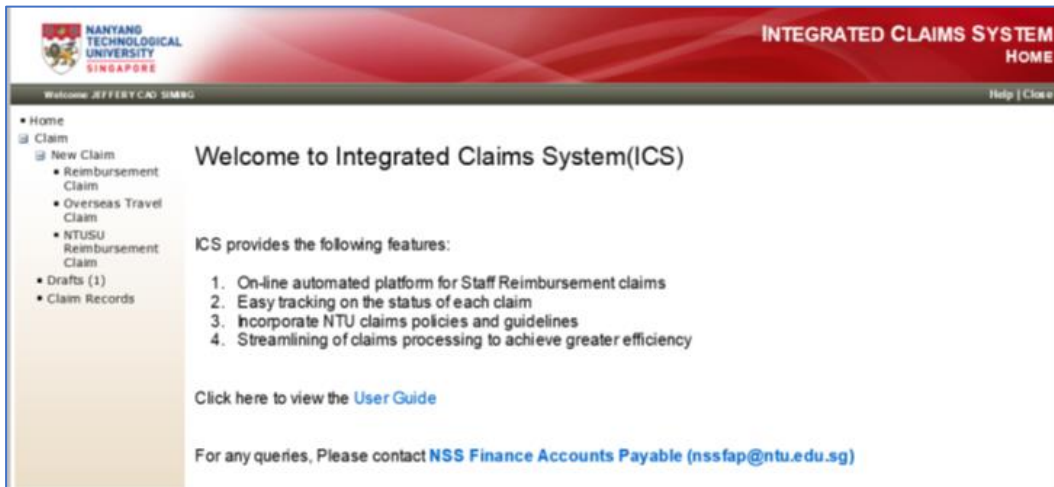 NANYANG
TECHNOLOGICAL
UNIVERSITY
SINGAPORE
INTEGRATED CLAIMS SYSTEM
HOME
Welcome JEFFERY CAO SIMING
Help | Close
Home
Claim
New Claim
Reimbursement
Claim
Overseas Travel
Claim
NTUSU
Reimbursement
Claim
Drafts (1)
Claim Records
Welcome to Integrated Claims System(ICS)
ICS provides the following features:
1. On-line automated platform for Staff Reimbursement claims
2. Easy tracking on the status of each claim
3. Incorporate NTU claims policies and guidelines
4. Streamlining of claims processing to achieve greater efficiency
Click here to view the User Guide
For any queries, Please contact NSS Finance Accounts Payable (nssfap@ntu.edu.sg)